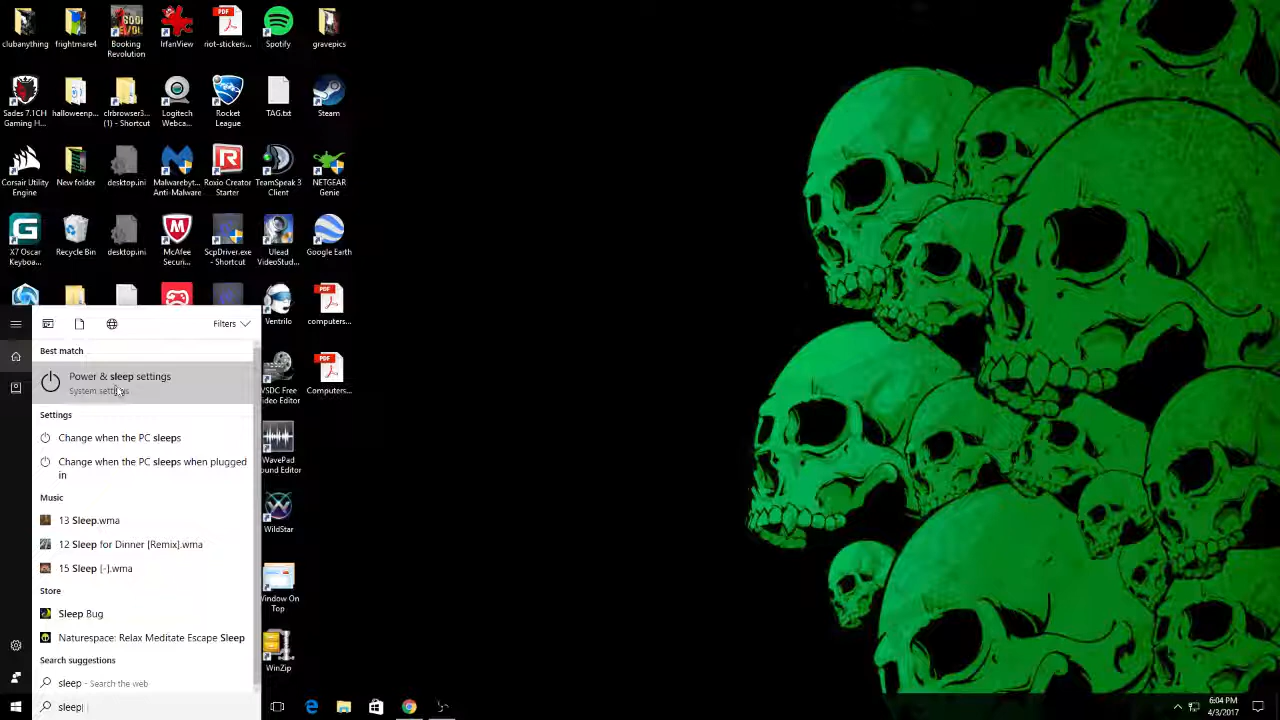 clubanything
frightmare4
Booking
Revolution
IrfanView
PDF
riot-stickers...
Spotify
gravepics
Sades 7.1CH
Gaming H...
halloweenp...
clrbrowser3...
(1) - Shortcut
Logitech
Webca...
Rocket
League
TAG.txt
Steam
Corsair Utility
Engine
New folder
desktop.ini
Malwarebyt...
Anti-Malware
Roxio Creator
Starter
TeamSpeak 3
Client
NETGEAR
Genie
X7 Oscar
Keyboa...
Recycle Bin
desktop.ini
McAfee
Securi...
ScpDriver.exe
- Shortcut
Ulead
VideoStud...
Google Earth
Ventrilo
PDF
computers...
VSDC Free
Video Editor
PDF
Computers...
WavePad
Sound Editor
WildStar
Window On
Top
WinZip
Filters
Best match
Power & sleep settings
System settings
Settings
Change when the PC sleeps
Change when the PC sleeps when plugged
in
Music
13 Sleep.wma
12 Sleep for Dinner [Remix].wma
15 Sleep [-].wma
Store
Sleep Bug
Naturespace: Relax Meditate Escape Sleep
Search suggestions
sleep - Search the web
sleep
6:04 PM
4/3/2017